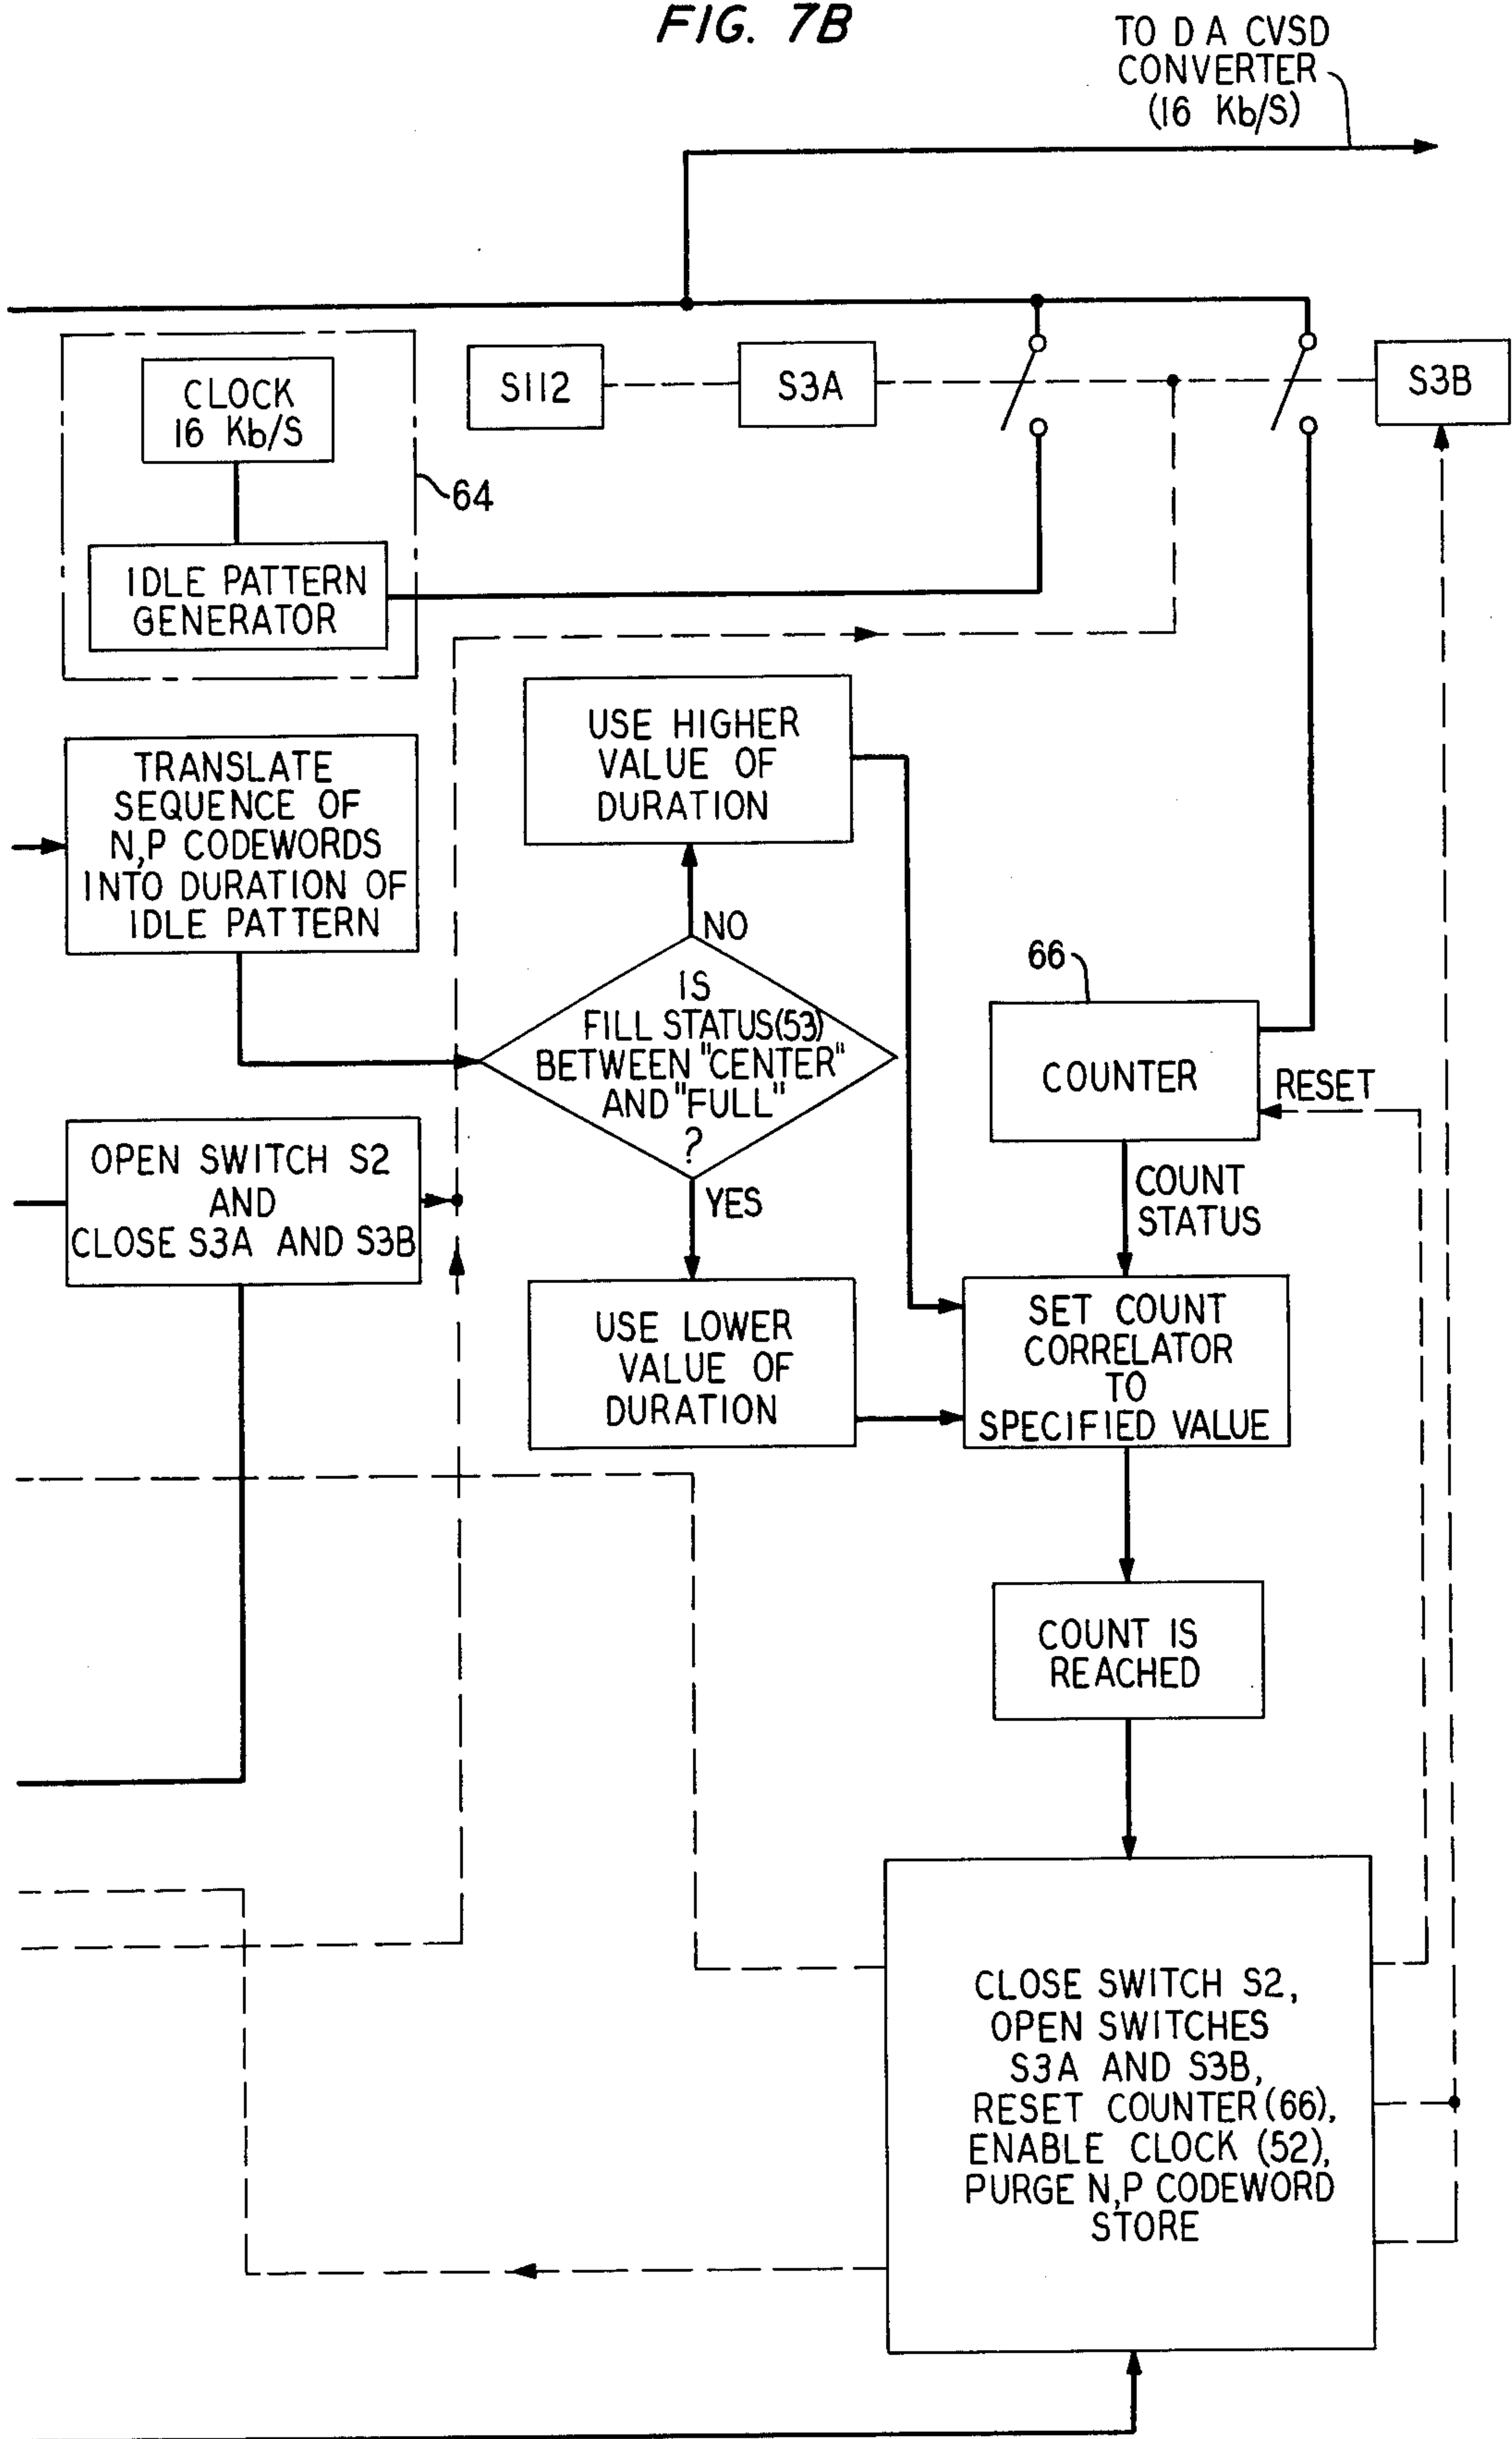 FIG. 7B
TO D A CVSD
CONVERTER
(16 Kb/S)
CLOCK
16 Kb/S
S112
S3A
S3B
64
IDLE PATTERN
GENERATOR
USE HIGHER
VALUE OF
DURATION
TRANSLATE
SEQUENCE OF
N,P CODEWORDS
INTO DURATION OF
IDLE PATTERN
NO
IS
FILL STATUS(53)
BETWEEN "CENTER"
AND "FULL"
?
YES
66
COUNTER
RESET
COUNT
STATUS
OPEN SWITCH S2
AND
CLOSE S3A AND S3B
USE LOWER
VALUE OF
DURATION
SET COUNT
CORRELATOR
TO
SPECIFIED VALUE
COUNT IS
REACHED
CLOSE SWITCH S2,
OPEN SWITCHES
S3A AND S3B,
RESET COUNTER(66),
ENABLE CLOCK (52),
PURGE N,P CODEWORD
STORE